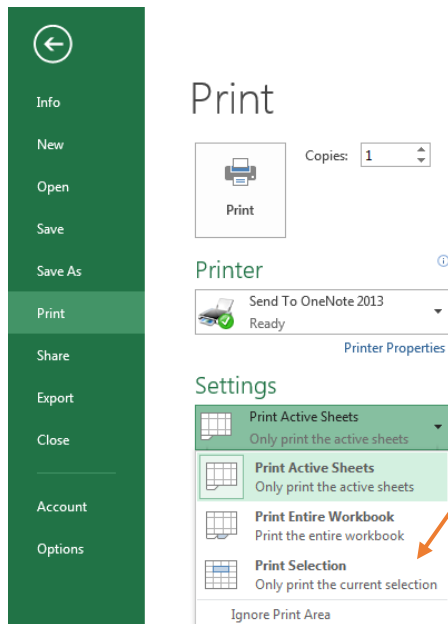 Info
New
Open
Save
Save As
Print
Share
Export
Close
Account
Options
Print
Copies: 1
Print
Printer
Send To OneNote 2013
Ready
Printer Properties
Settings
Print Active Sheets
Only print the active sheets
Print Active Sheets
Only print the active sheets
Print Entire Workbook
Print the entire workbook
Print Selection
Only print the current selection
Ignore Print Area